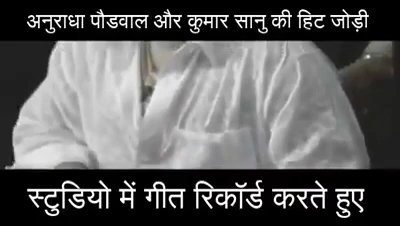 अनुराधा पौडवाल और कुमार सानु की हिट जोड़ी
स्टुडियो में गीत रिकॉर्ड करते हुए